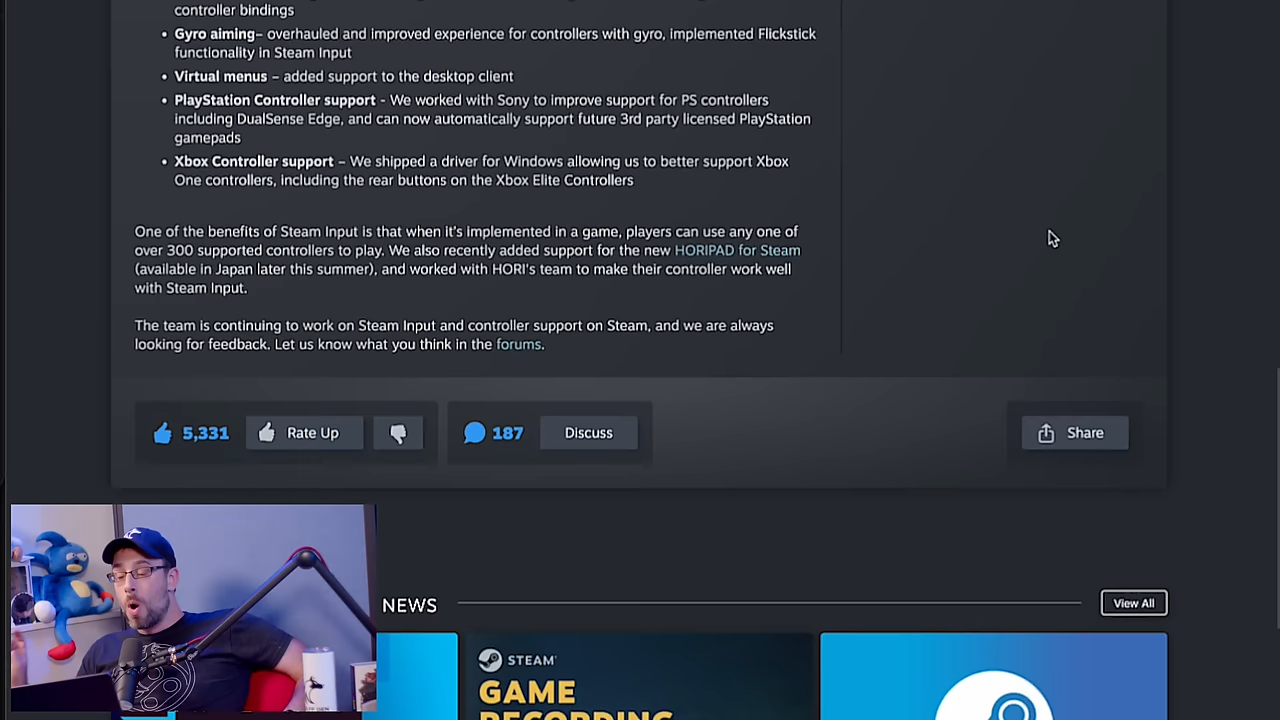 controller bindings
• Gyro aiming– overhauled and improved experience for controllers with gyro, implemented Flickstick
functionality in Steam Input
• Virtual menus – added support to the desktop client
• PlayStation Controller support - We worked with Sony to improve support for PS controllers
including DualSense Edge, and can now automatically support future 3rd party licensed PlayStation
gamepads
• Xbox Controller support – We shipped a driver for Windows allowing us to better support Xbox
One controllers, including the rear buttons on the Xbox Elite Controllers
One of the benefits of Steam Input is that when it's implemented in a game, players can use any one of
over 300 supported controllers to play. We also recently added support for the new HORIPAD for Steam
(available in Japan later this summer), and worked with HORI's team to make their controller work well
with Steam Input.
The team is continuing to work on Steam Input and controller support on Steam, and we are always
looking for feedback. Let us know what you think in the forums.
5,331 Rate Up 187 Discuss Share
NEWS View All
STEAM
GAME
RECORDING